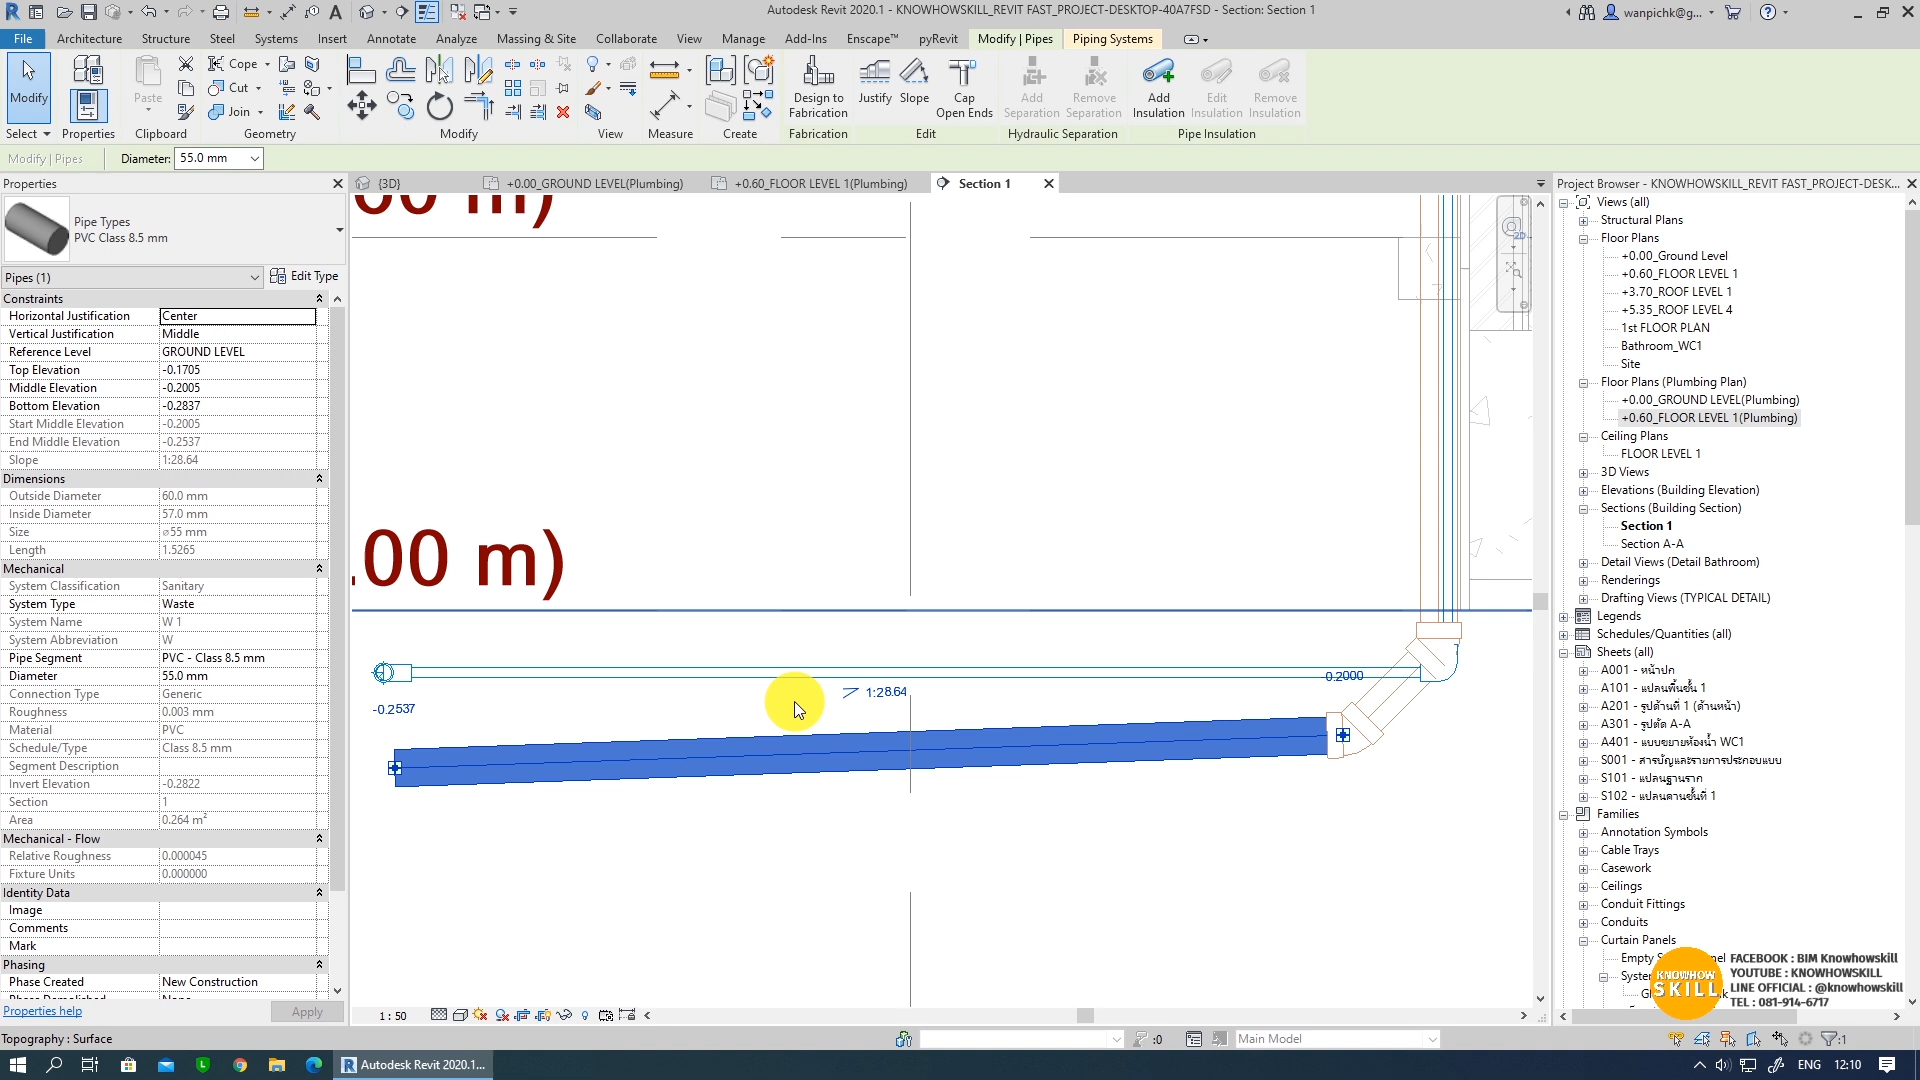 Autodesk Revit 2020.1 - KNOWHOWSKILL_REVIT FAST_PROJECT-DESKTOP-40A7FSD - Section: Section 1
wanpichk@g...
File Architecture Structure Steel Systems Insert Annotate Analyze Massing & Site Collaborate View Manage Add-Ins Enscape™ pyRevit Modify | Pipes Piping Systems
Modify
Select
Properties
Paste
Clipboard
Cope
Cut
Join
Geometry
Modify
View
Measure
Create
Design to Fabrication
Fabrication
Justify
Slope
Cap Open Ends
Edit
Add Separation
Remove Separation
Hydraulic Separation
Add Insulation
Edit Insulation
Remove Insulation
Pipe Insulation
Modify | Pipes Diameter: 55.0 mm
Properties
Pipe Types
PVC Class 8.5 mm
Pipes (1) Edit Type
Constraints
Horizontal Justification Center
Vertical Justification Middle
Reference Level GROUND LEVEL
Top Elevation -0.1705
Middle Elevation -0.2005
Bottom Elevation -0.2837
Start Middle Elevation -0.2005
End Middle Elevation -0.2537
Slope 1:28.64
Dimensions
Outside Diameter 60.0 mm
Inside Diameter 57.0 mm
Size ⌀55 mm
Length 1.5265
Mechanical
System Classification Sanitary
System Type Waste
System Name W 1
System Abbreviation W
Pipe Segment PVC - Class 8.5 mm
Diameter 55.0 mm
Connection Type Generic
Roughness 0.003 mm
Material PVC
Schedule/Type Class 8.5 mm
Segment Description
Invert Elevation -0.2822
Section 1
Area 0.264 m²
Mechanical - Flow
Relative Roughness 0.000045
Fixture Units 0.000000
Identity Data
Image
Comments
Mark
Phasing
Phase Created New Construction
Phase Demolished None
Properties help Apply
{3D} +0.00_GROUND LEVEL(Plumbing) +0.60_FLOOR LEVEL 1(Plumbing) Section 1
00 m)
.00 m)
-0.2537
1:28.64
-0.2000
2D
1 : 50
Project Browser - KNOWHOWSKILL_REVIT FAST_PROJECT-DESK...
Views (all)
Structural Plans
Floor Plans
+0.00_Ground Level
+0.60_FLOOR LEVEL 1
+3.70_ROOF LEVEL 1
+5.35_ROOF LEVEL 4
1st FLOOR PLAN
Bathroom_WC1
Site
Floor Plans (Plumbing Plan)
+0.00_GROUND LEVEL(Plumbing)
+0.60_FLOOR LEVEL 1(Plumbing)
Ceiling Plans
FLOOR LEVEL 1
3D Views
Elevations (Building Elevation)
Sections (Building Section)
Section 1
Section A-A
Detail Views (Detail Bathroom)
Renderings
Drafting Views (TYPICAL DETAIL)
Legends
Schedules/Quantities (all)
Sheets (all)
A001 - หน้าปก
A101 - แปลนพื้นชั้น 1
A201 - รูปด้านที่ 1 (ด้านหน้า)
A301 - รูปตัด A-A
A401 - แบบขยายห้องน้ำ WC1
S001 - สารบัญและรายการประกอบแบบ
S101 - แปลนฐานราก
S102 - แปลนคานชั้นที่ 1
Families
Annotation Symbols
Cable Trays
Casework
Ceilings
Conduit Fittings
Conduits
Curtain Panels
KNOWHOW
SKILL
FACEBOOK : BIM Knowhowskill
YOUTUBE : KNOWHOWSKILL
LINE OFFICIAL : @knowhowskill
TEL : 081-914-6717
Topography : Surface
:0
Main Model
:1
Autodesk Revit 2020.1...
ENG 12:10